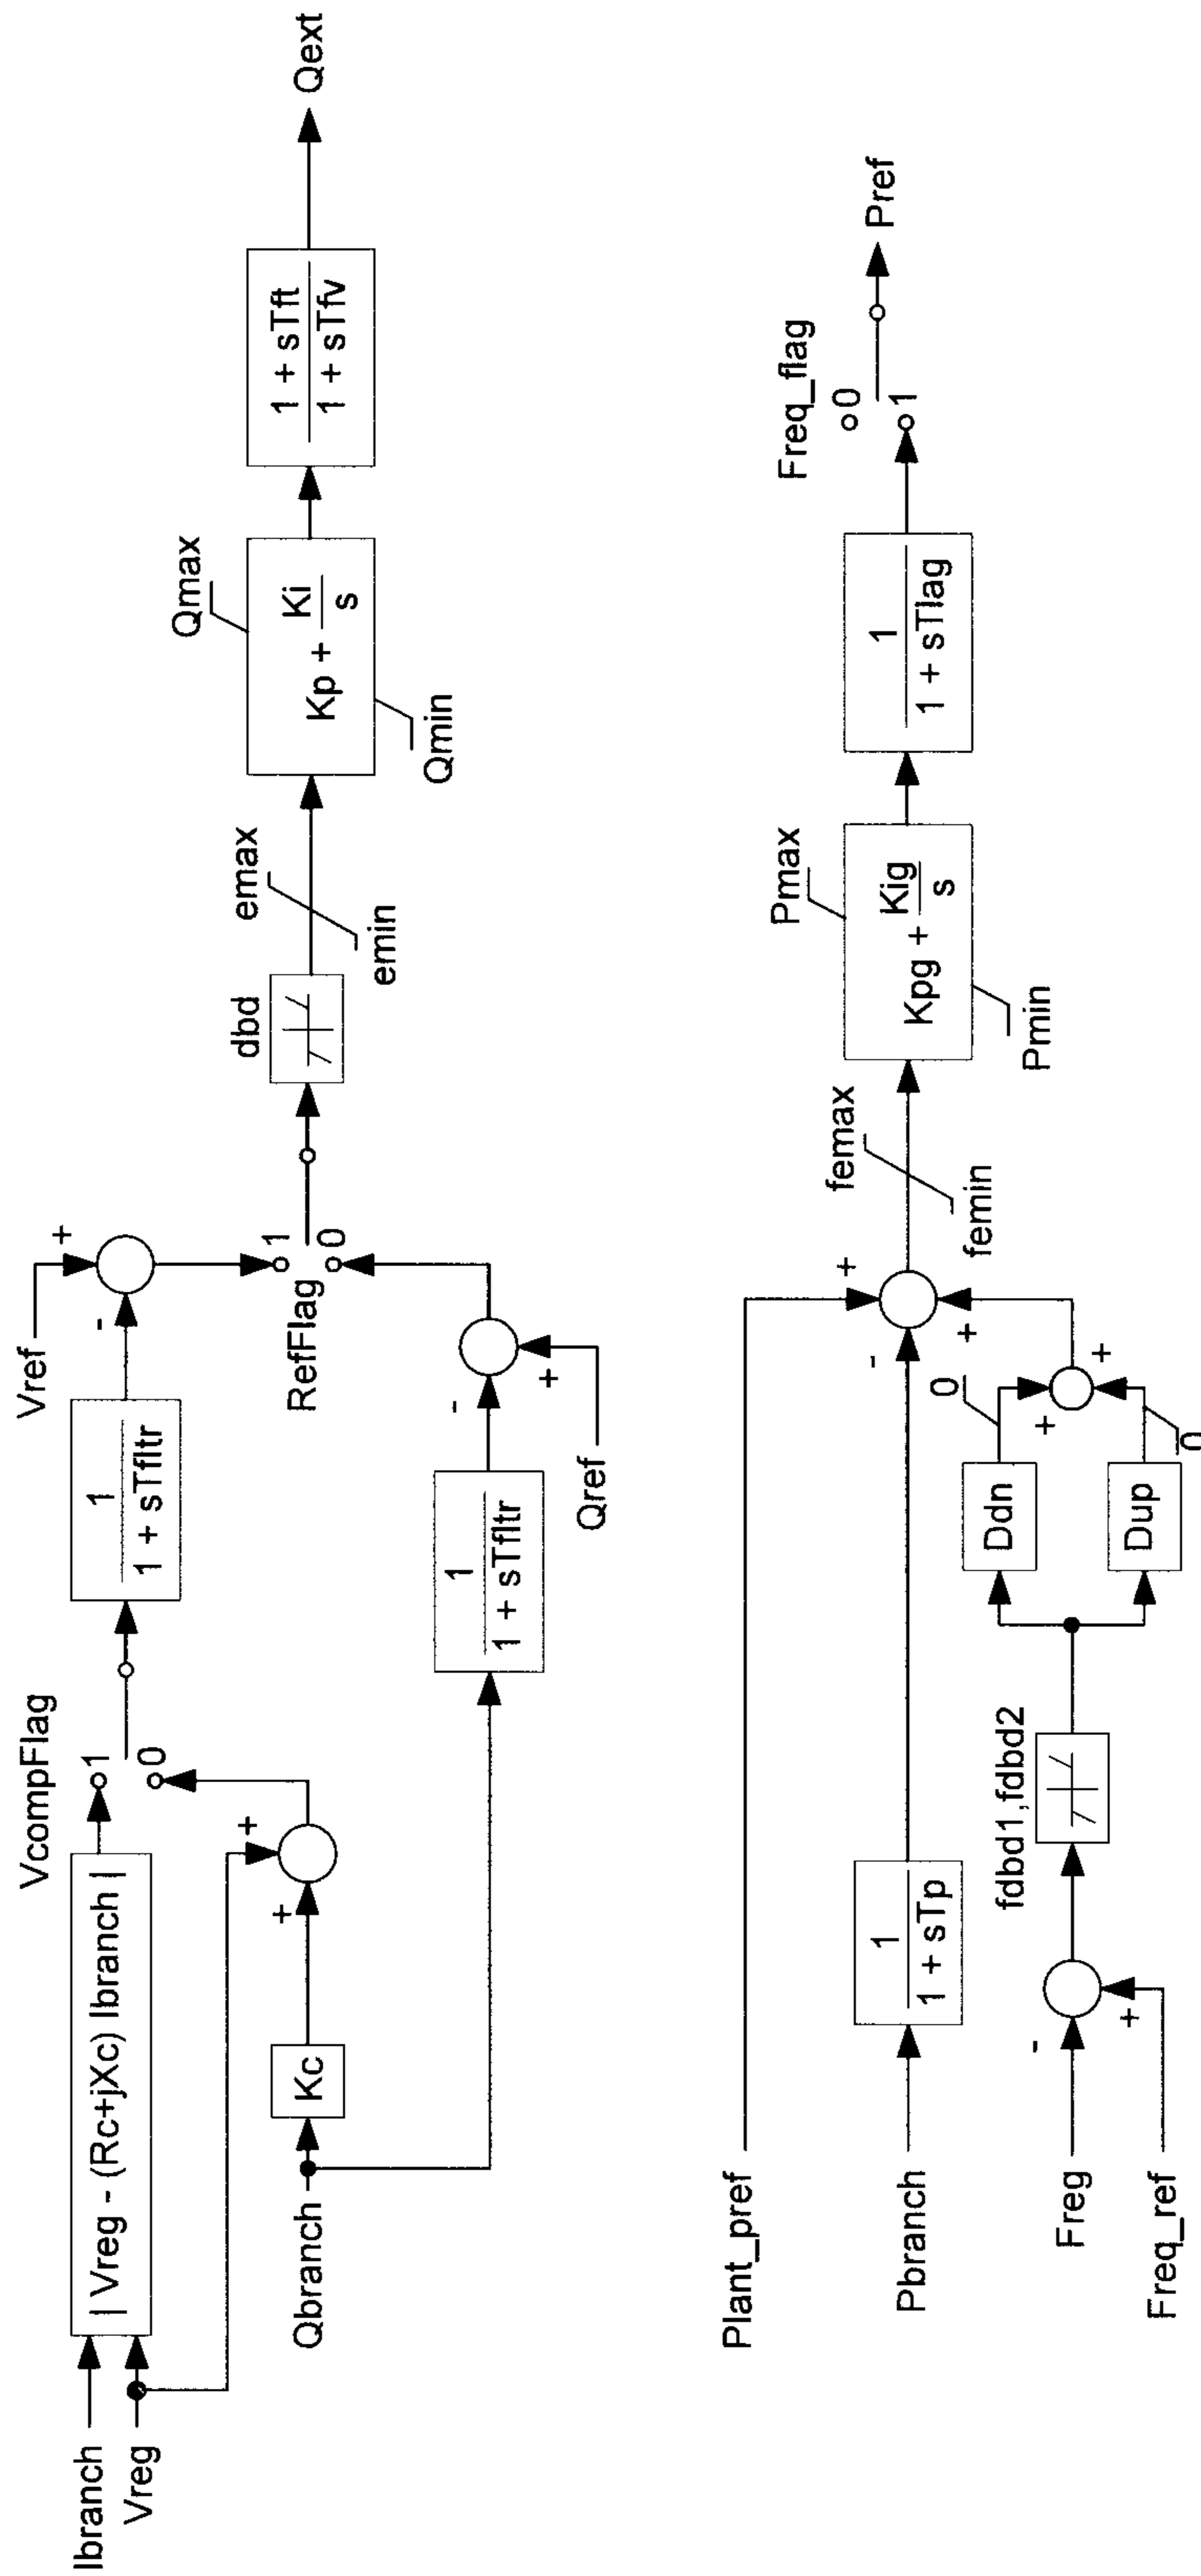 Ibranch
Vreg
| Vreg - (Rc+jXc) Ibranch |
VcompFlag
1
0
1
1 + sTfltr
Vref
+
-
Qbranch
Kc
+
+
1
1 + sTfltr
-
+
Qref
1
RefFlag
0
dbd
emax
emin
Qmax
Kp + Ki
s
Qmin
1 + sTft
1 + sTfv
Qext
Plant_pref
Pbranch
1
1 + sTp
Freg
-
+
Freq_ref
fdbd1,fdbd2
Ddn
Dup
0
0
+
+
+
-
+
femax
femin
Pmax
Kpg + Kig
s
Pmin
1
1 + sTlag
Freq_flag
0
1
Pref